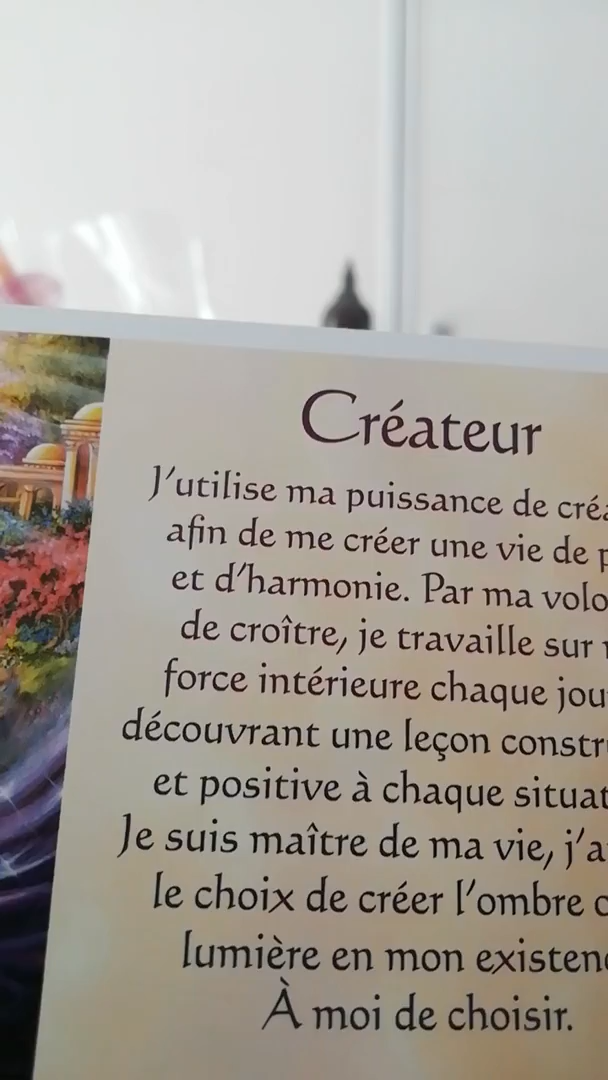 Créateur
J'utilise ma puissance de
afin de me créer une vie de
et d'harmonie. Par ma
de croître, je travaille sur
force intérieure chaque
découvrant une leçon
et positive à chaque
Je suis maître de ma vie,
le choix de créer l'ombre
lumière en mon
À moi de choisir.